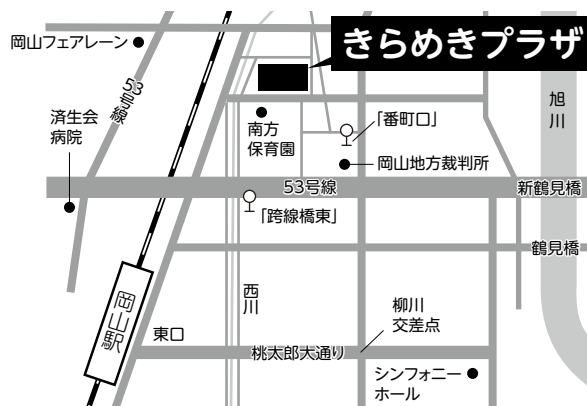 きらめきプラザ
岡山フェアレーン
53号線
旭川
済生会
病院
南方
保育園
「番町口」
岡山地方裁判所
53号線
新鶴見橋
「跨線橋東」
鶴見橋
西川
岡山駅
東口
柳川
交差点
桃太郎大通り
シンフォニー
ホール